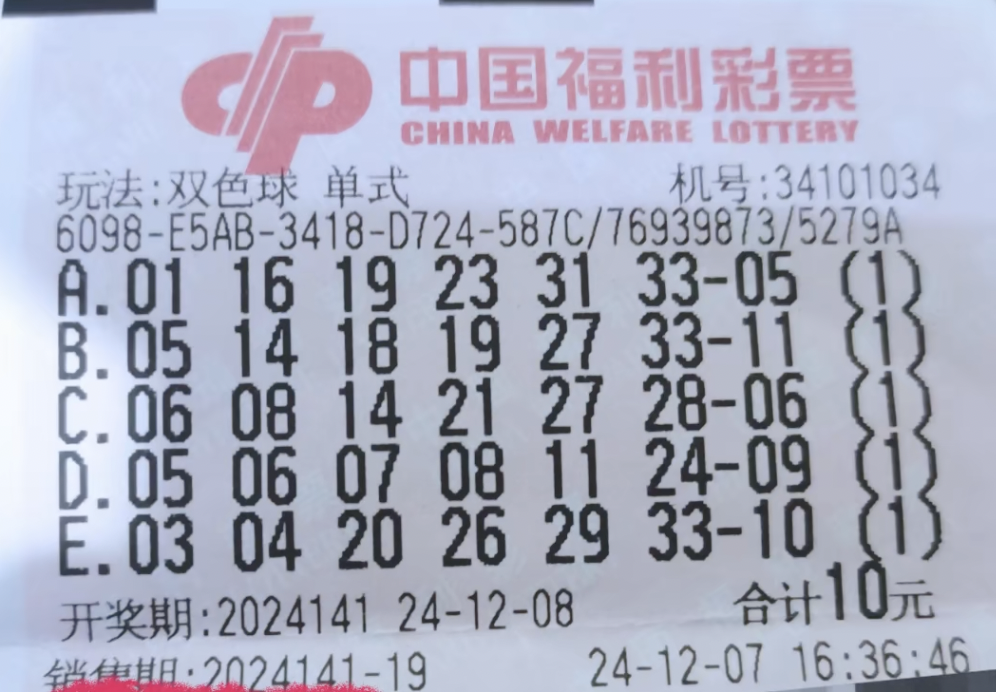 中国福利彩票
CHINA WELFARE LOTTERY
玩法:双色球 单式 机号:34101034
6098-E5AB-3418-D724-587C/76939873/5279A
A.01 16 19 23 31 33-05 (1)
B.05 14 18 19 27 33-11 (1)
C.06 08 14 21 27 28-06 (1)
D.05 06 07 08 11 24-09 (1)
E.03 04 20 26 29 33-10 (1)
开奖期:2024141 24-12-08 合计10元
销售期:2024141-19 24-12-07 16:36:46